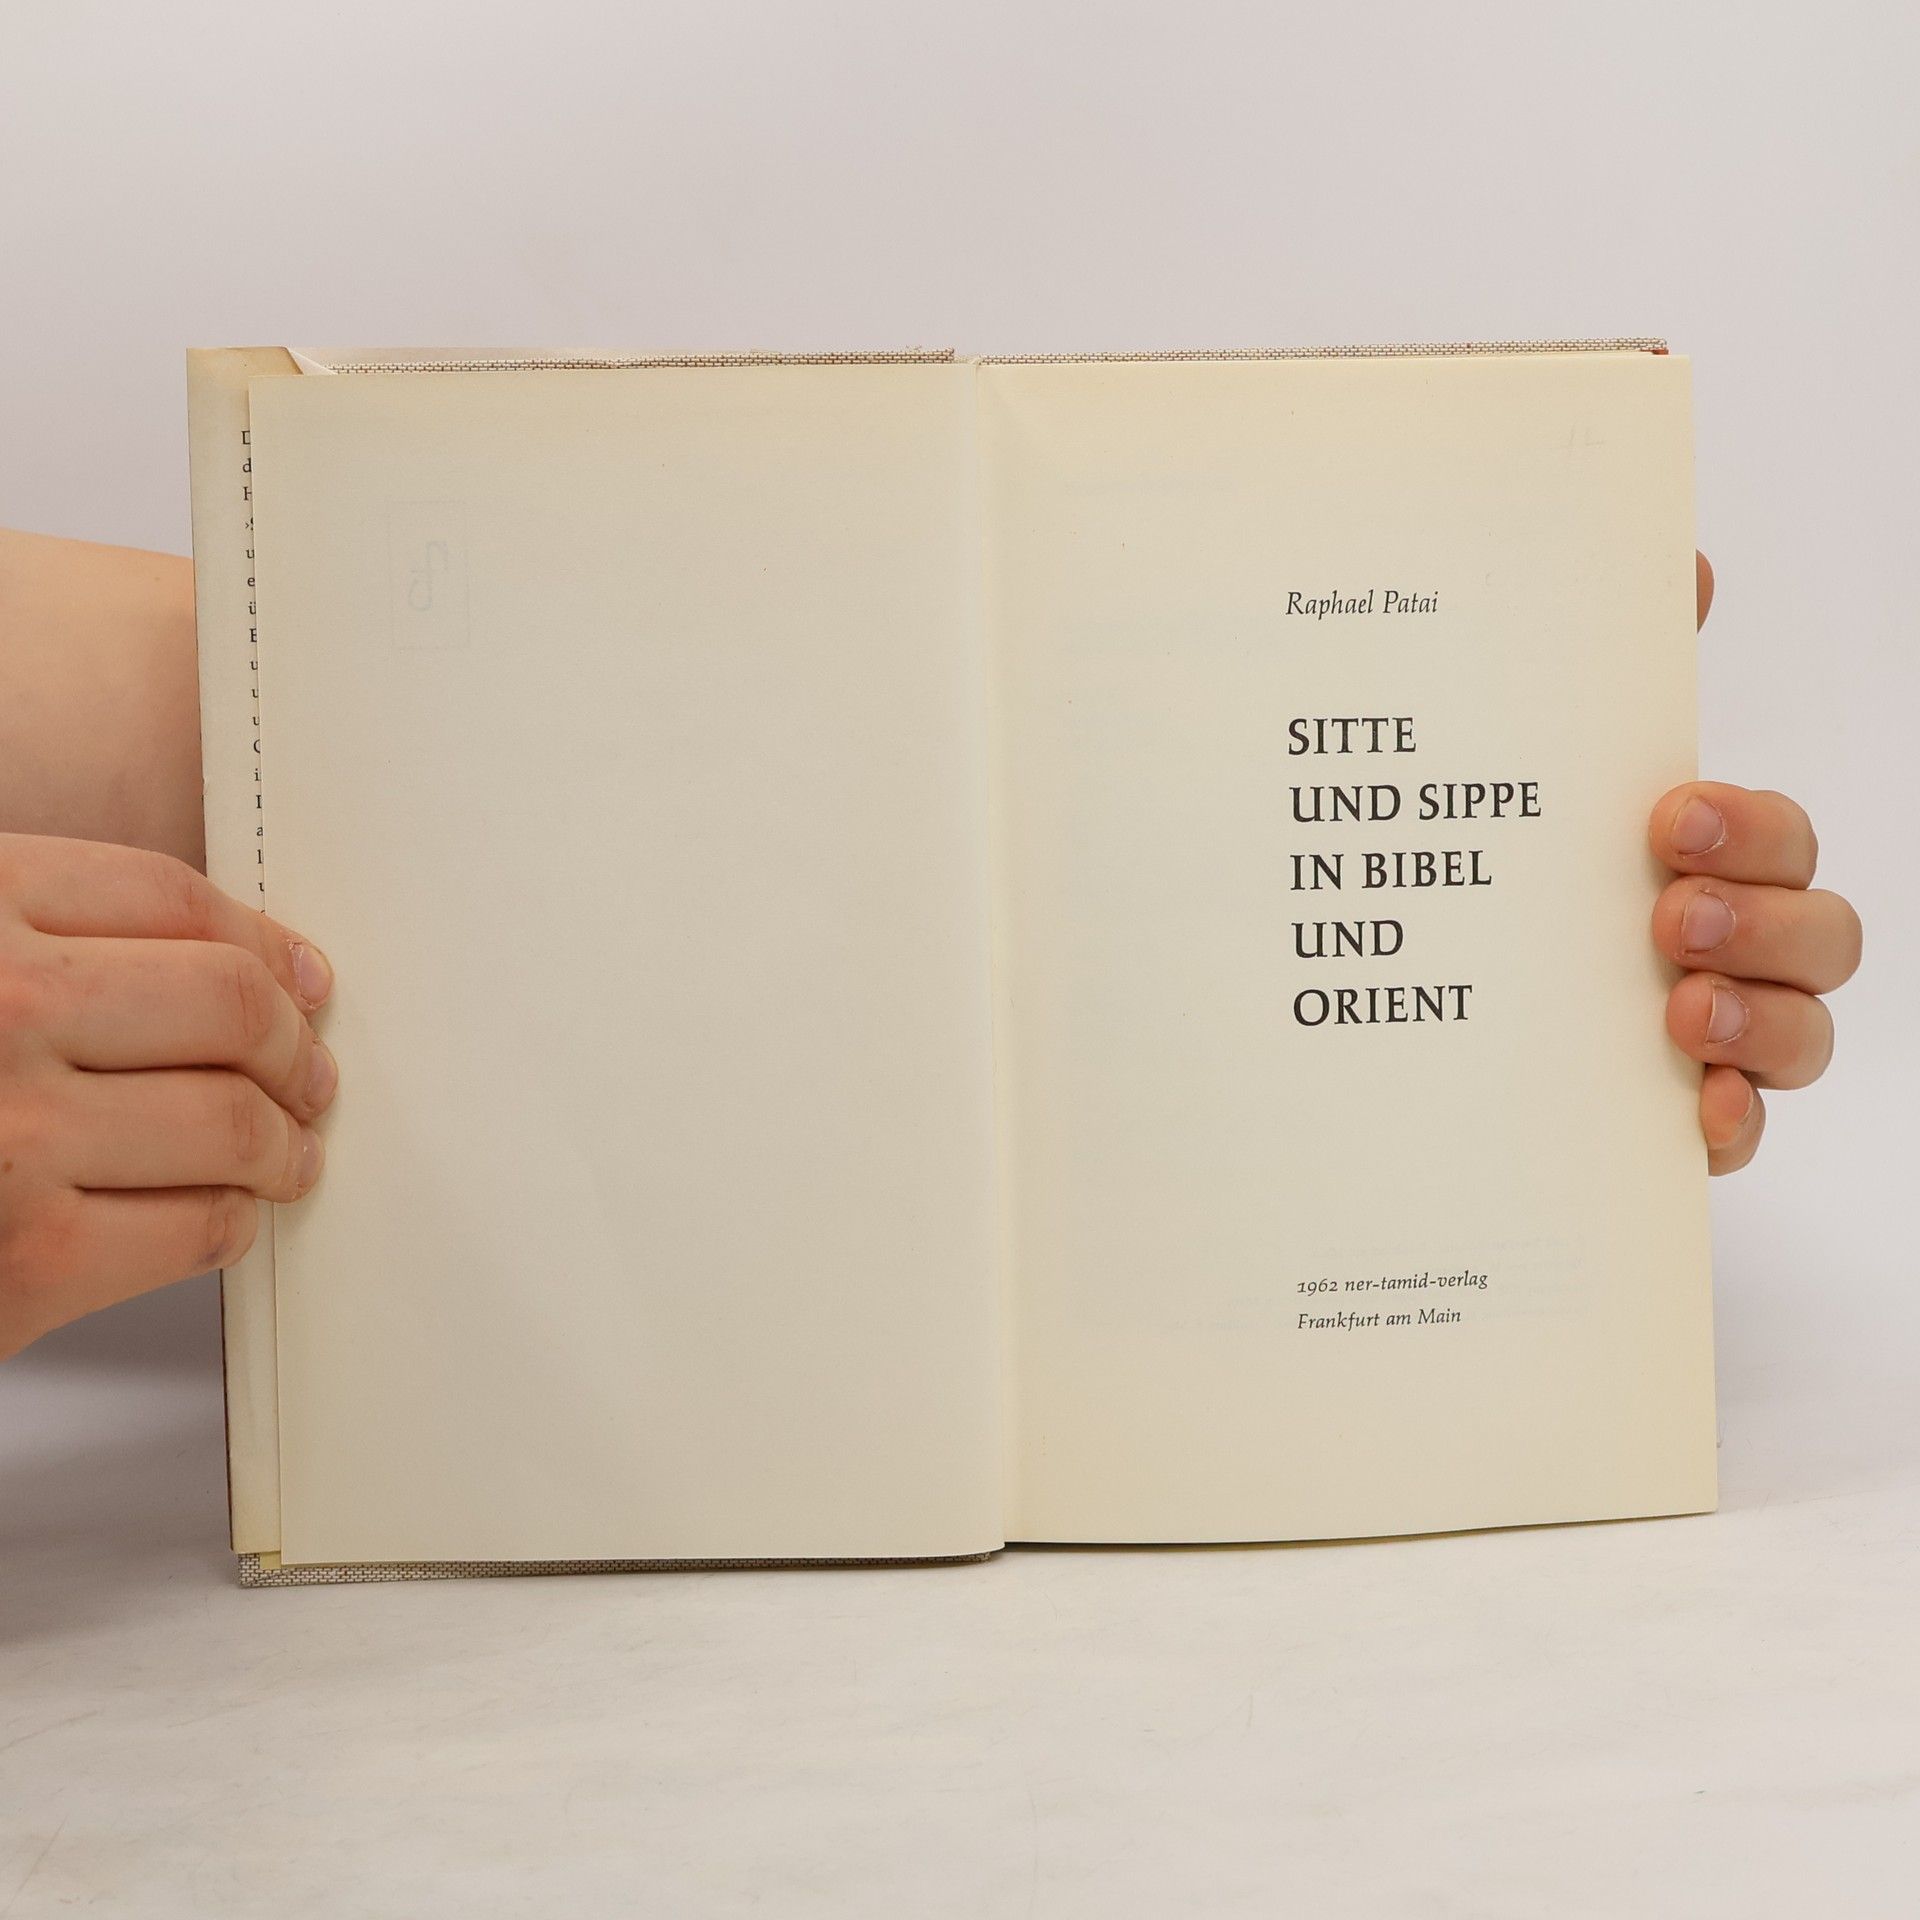 Raphael Patai
SITTE
UND SIPPE
IN BIBEL
UND
ORIENT
1962 ner-tamid-verlag
Frankfurt am Main